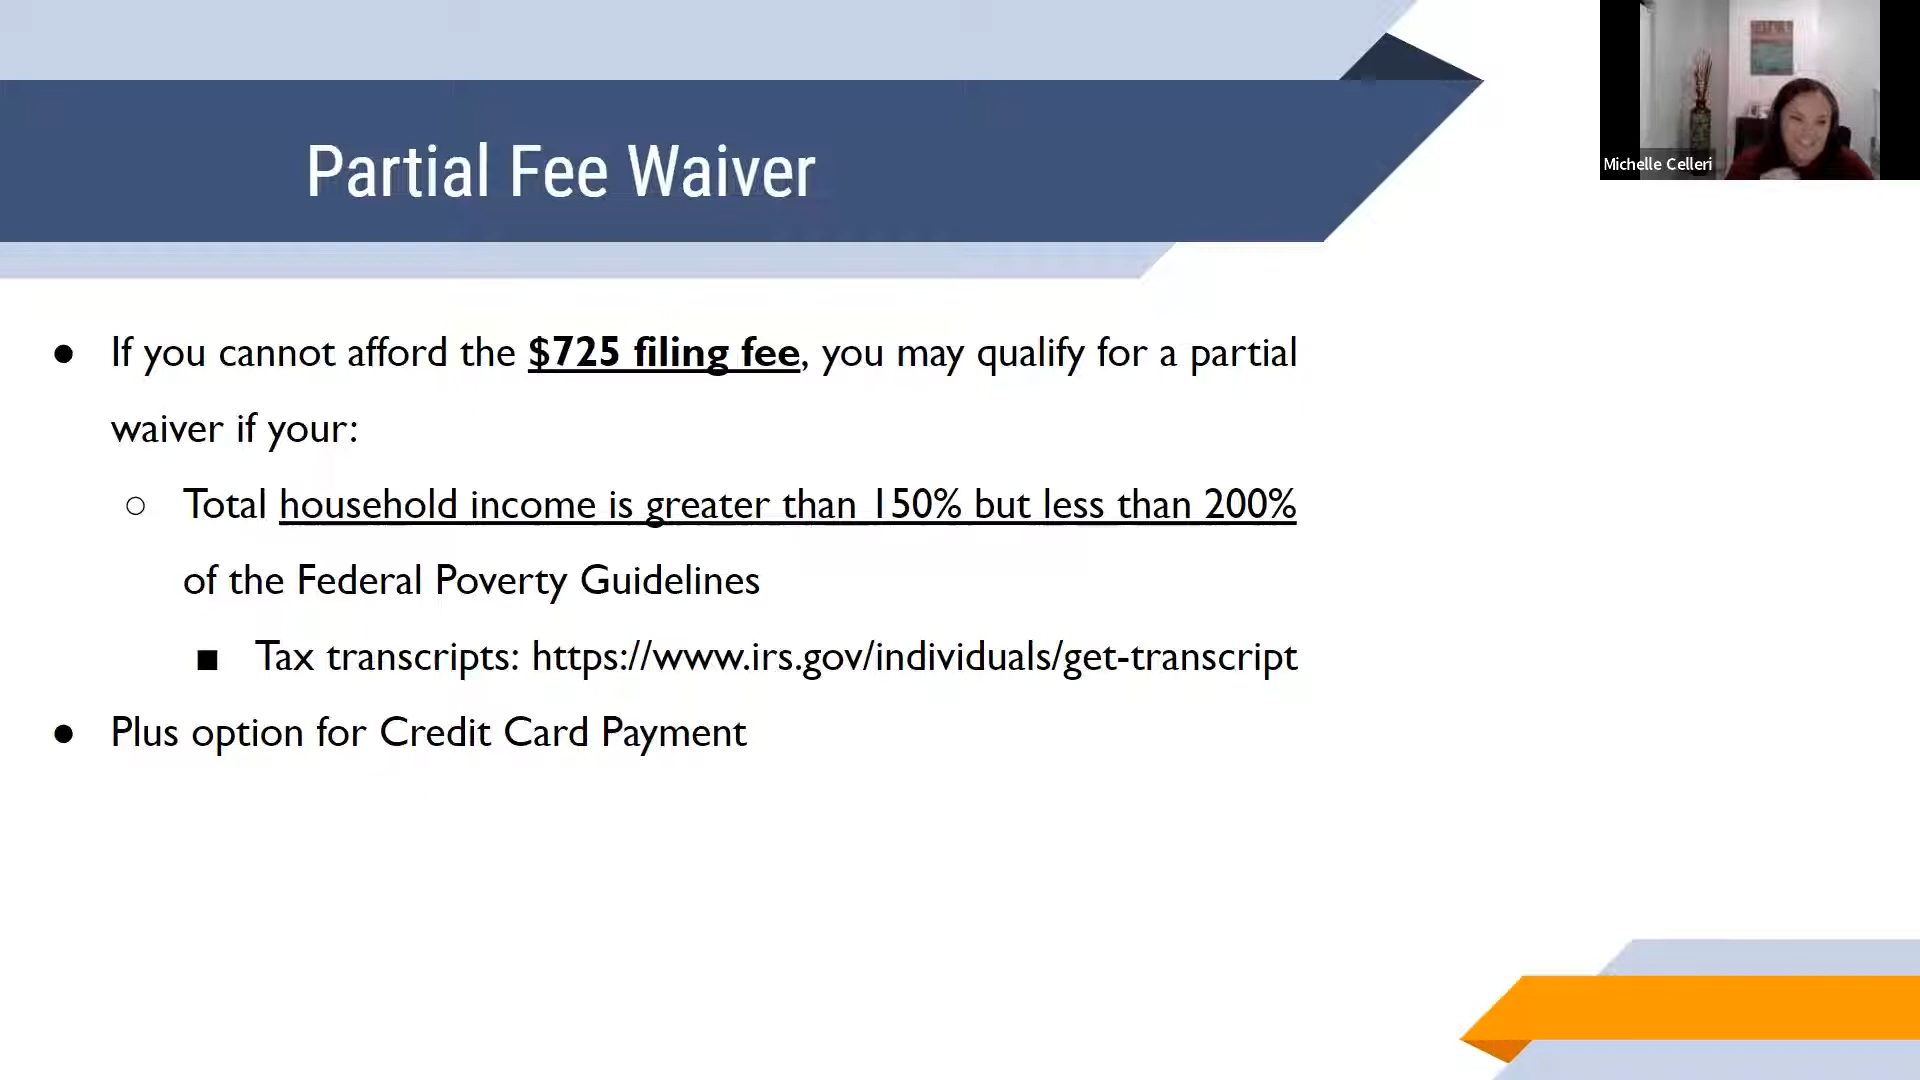 Partial Fee Waiver
Michelle Celleri
● If you cannot afford the $725 filing fee, you may qualify for a partial
waiver if your:
○ Total household income is greater than 150% but less than 200%
of the Federal Poverty Guidelines
■ Tax transcripts: https://www.irs.gov/individuals/get-transcript
● Plus option for Credit Card Payment